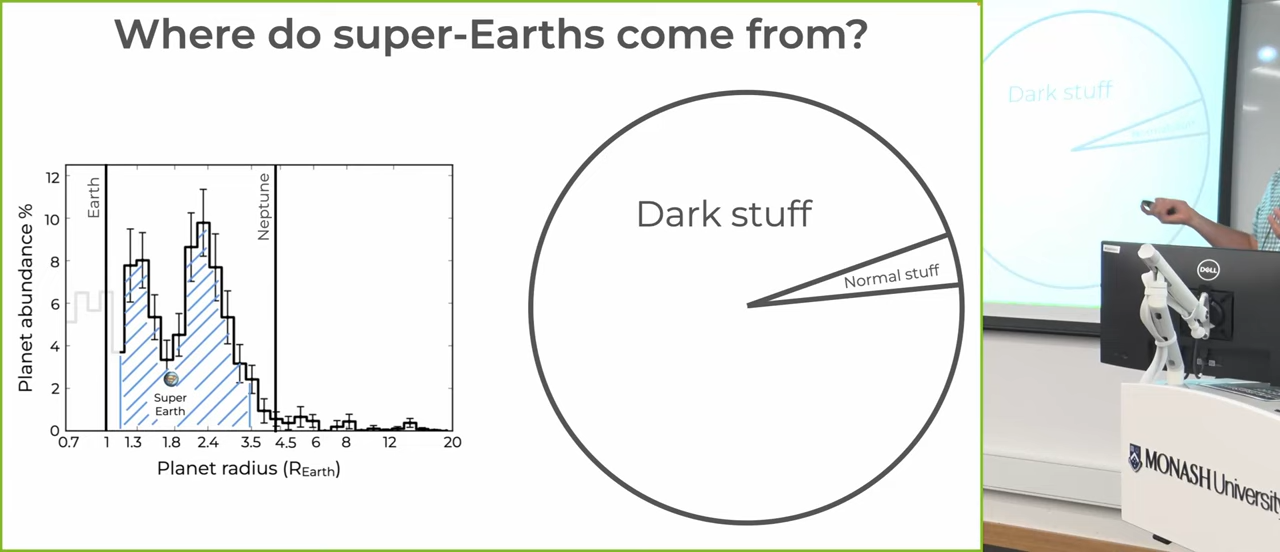 Where do super-Earths come from?
Planet abundance %
12
10
8
6
4
2
0
Earth
Neptune
Super
Earth
0.7 1 1.3 1.8 2.4 3.5 4.5 6 8 12 20
Planet radius (REarth)
Dark stuff
Normal stuff
Dark stuff
DELL
MONASH University